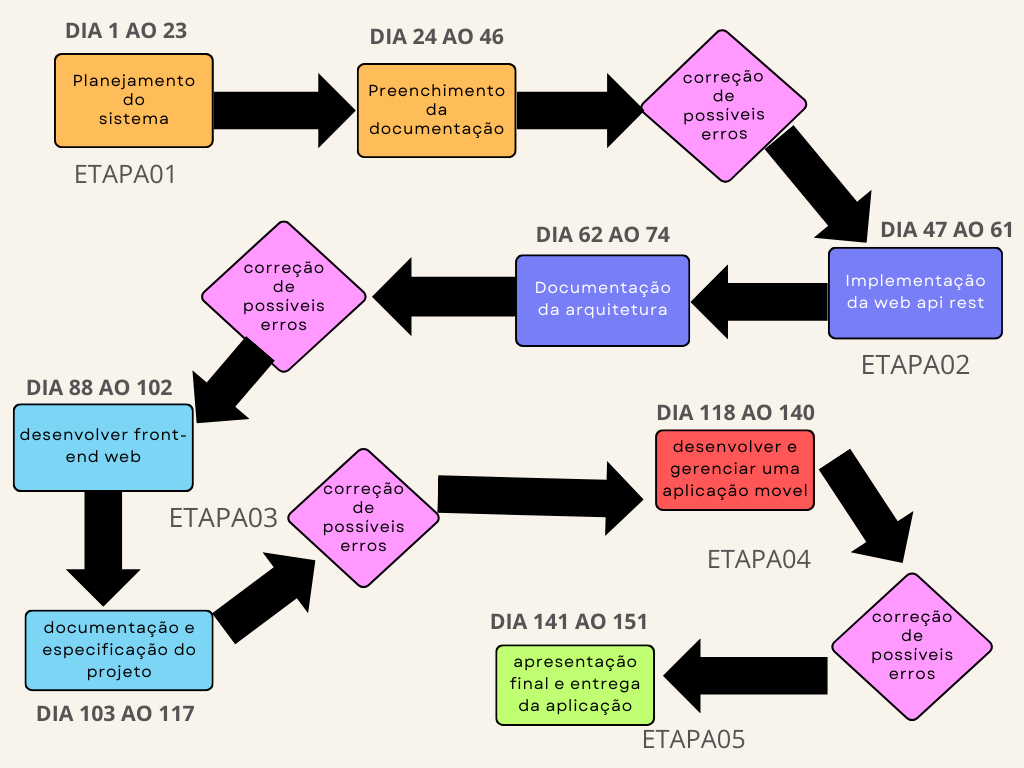 DIA 1 AO 23
Planejamento
do
sistema
ETAPA01
DIA 24 AO 46
Preenchimento
da
documentação
correção
de
possíveis
erros
DIA 47 AO 61
Implementação
da web api rest
ETAPA02
DIA 62 AO 74
Documentação
da arquitetura
correção
de
possíveis
erros
DIA 88 AO 102
desenvolver front-
end web
ETAPA03
documentação e
especificação do
projeto
DIA 103 AO 117
correção
de
possíveis
erros
DIA 118 AO 140
desenvolver e
gerenciar uma
aplicação movel
ETAPA04
correção
de
possíveis
erros
DIA 141 AO 151
apresentação
final e entrega
da aplicação
ETAPA05